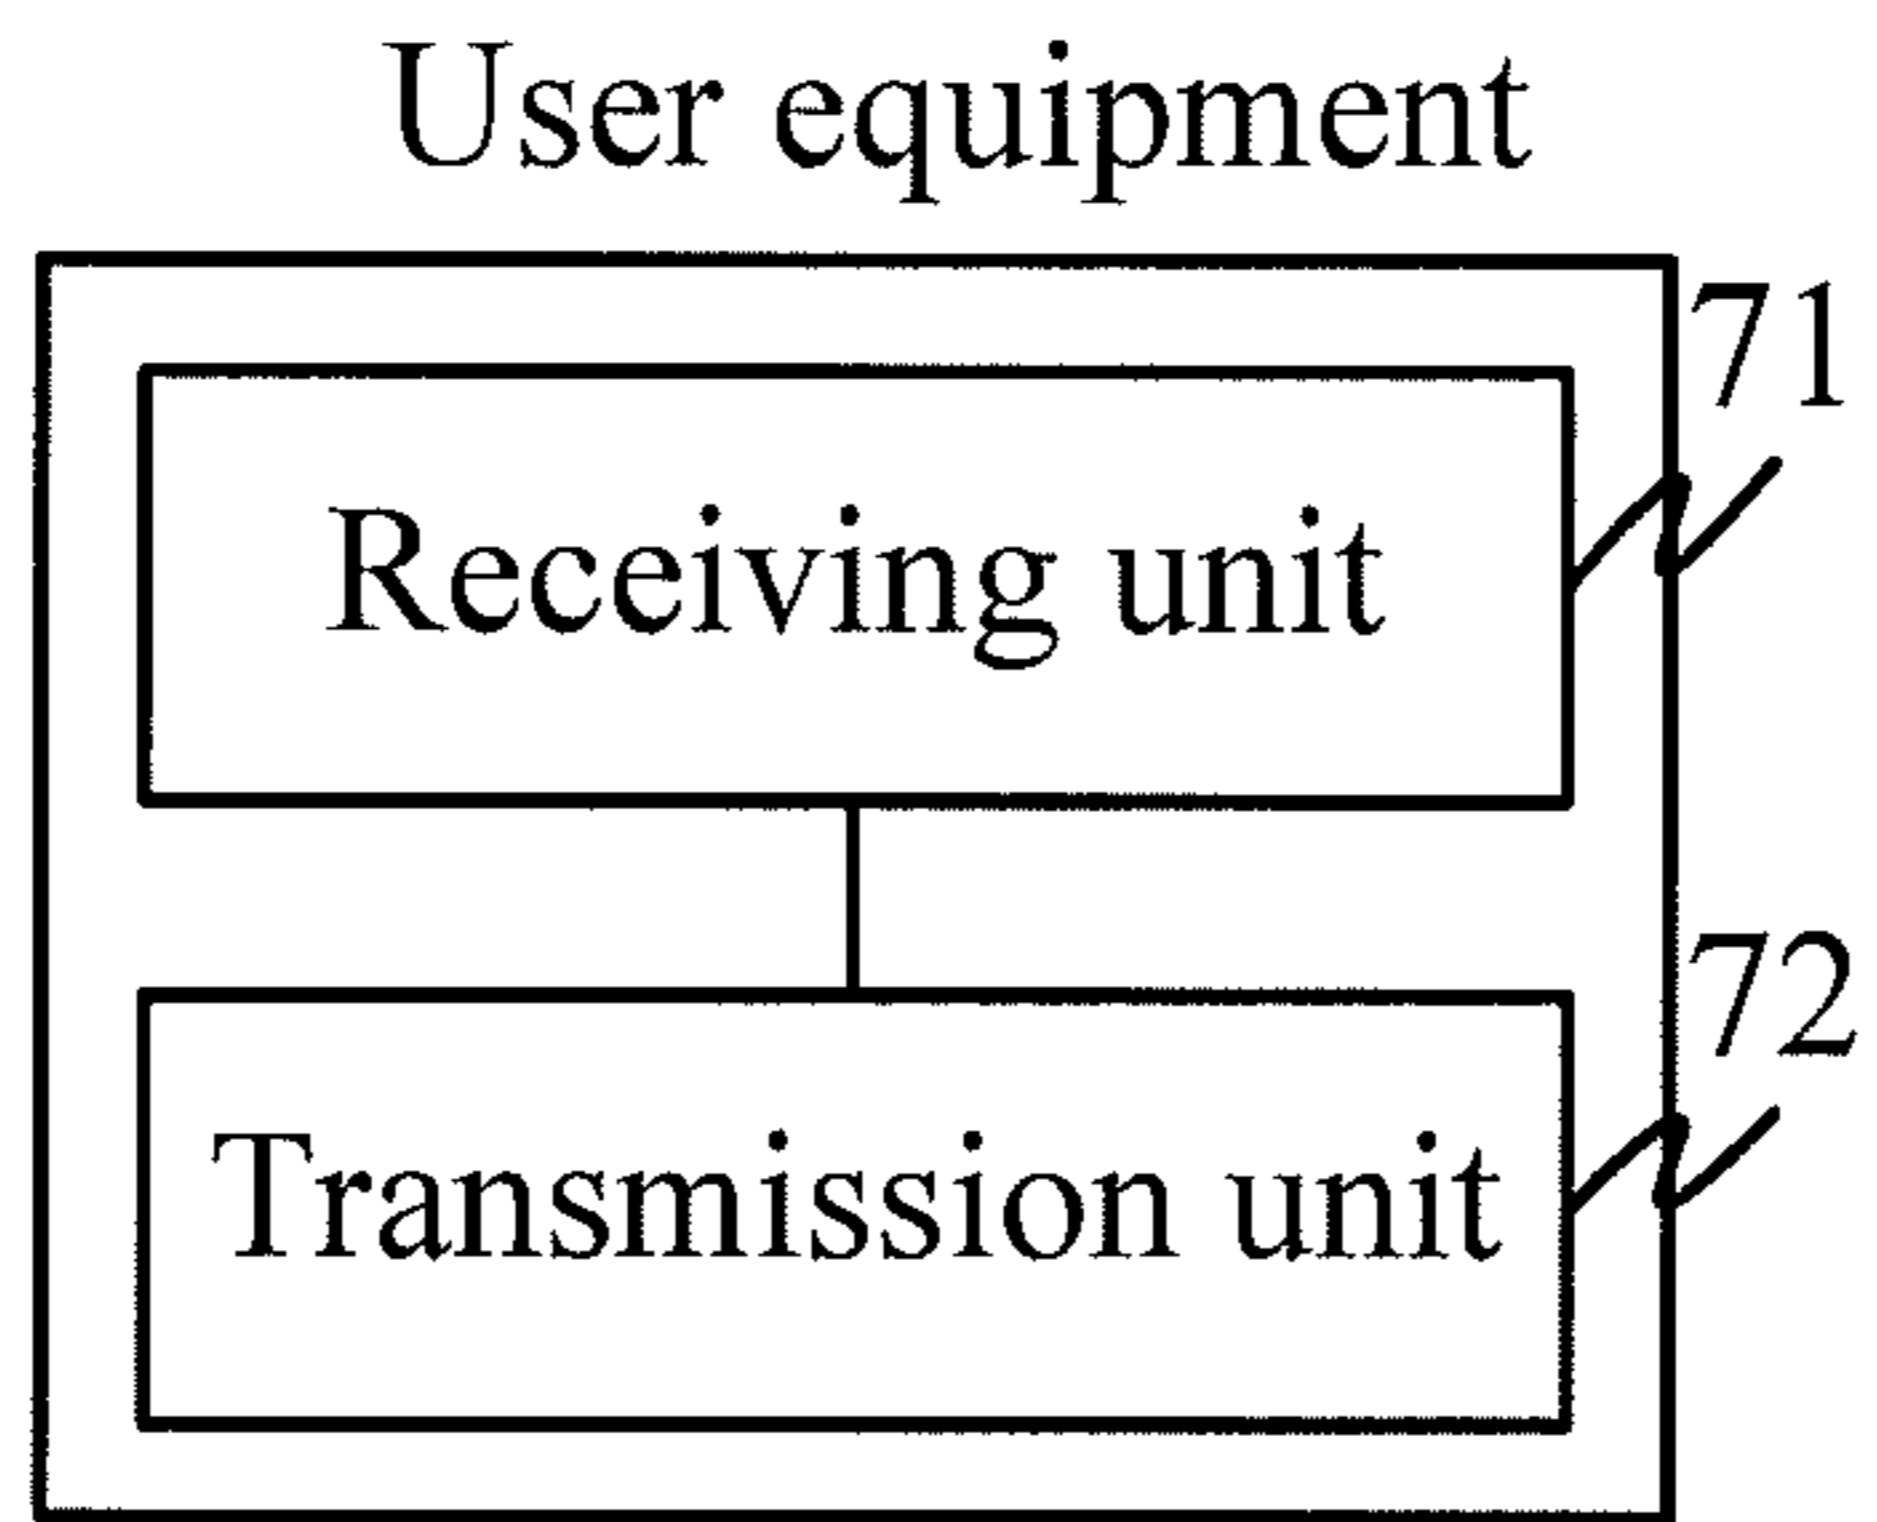 User equipment
71
Receiving unit
72
Transmission unit